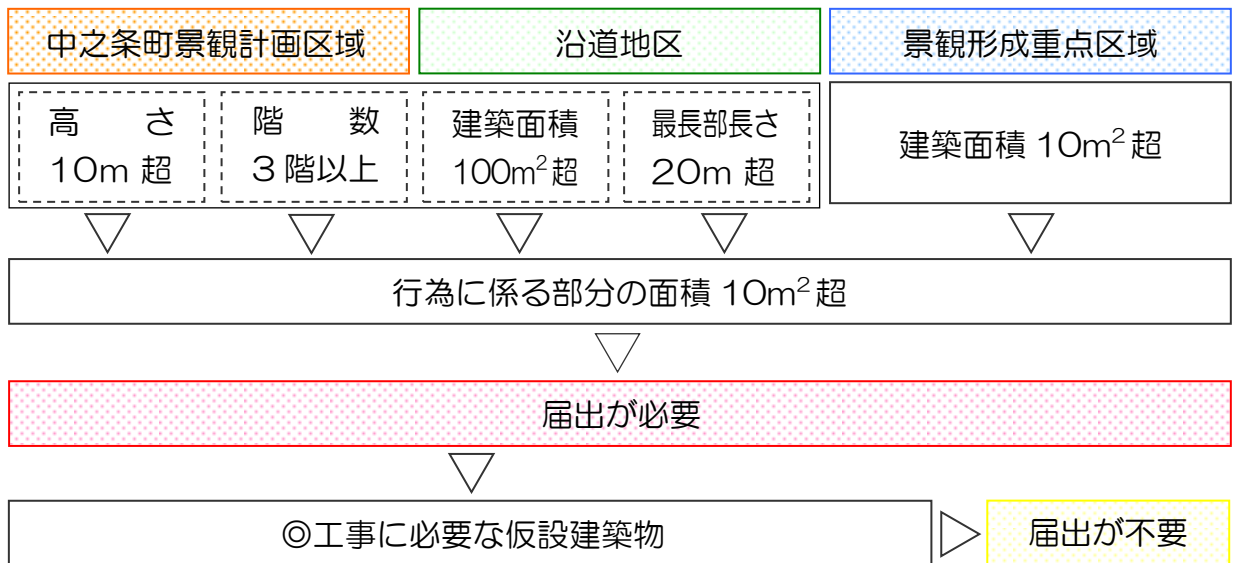 中之条町景観計画区域
沿道地区
景観形成重点区域
高さ
10m 超
階数
3階以上
建築面積
100m²超
最長部長さ
20m 超
建築面積 10m²超
行為に係る部分の面積 10m²超
届出が必要
◎工事に必要な仮設建築物
届出が不要